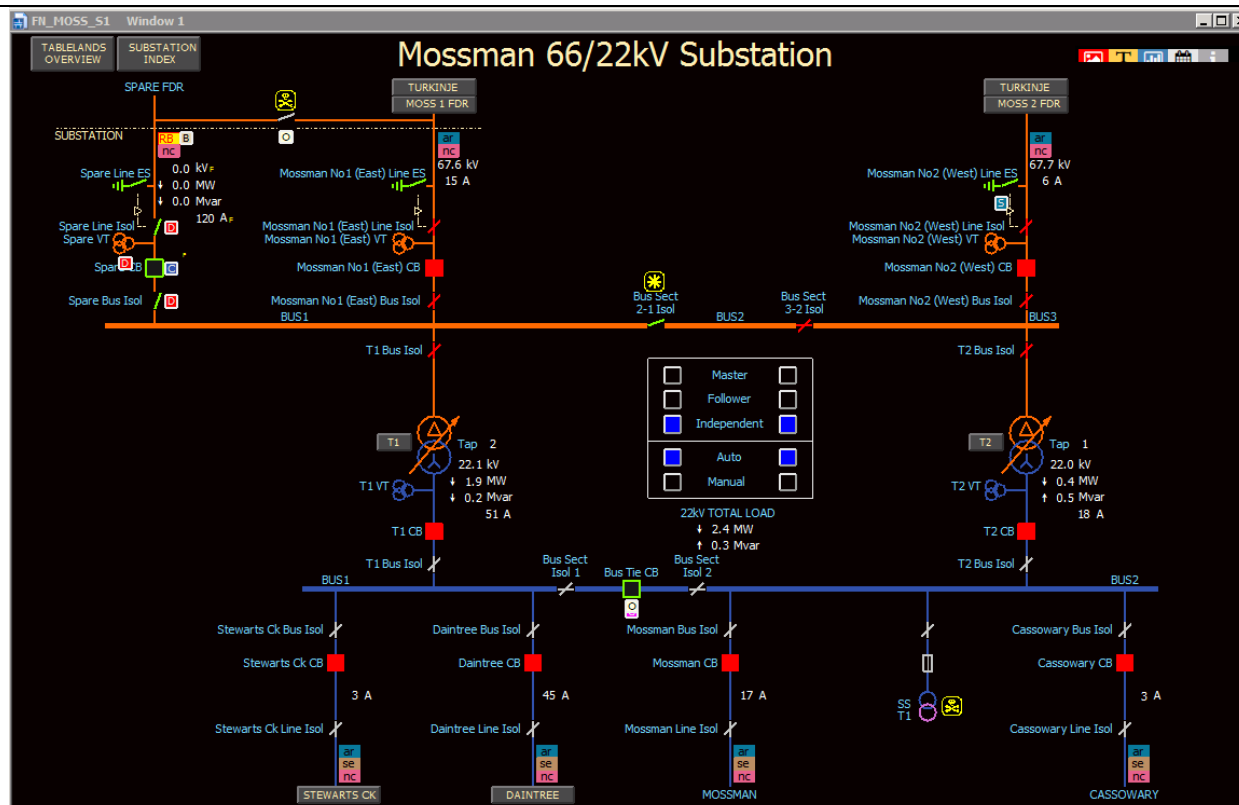 FN_MOSS_S1 Window 1
TABLELANDS OVERVIEW
SUBSTATION INDEX
Mossman 66/22kV Substation
T
i
SPARE FDR
TURKINJE
MOSS 1 FDR
TURKINJE
MOSS 2 FDR
SUBSTATION
RB B
nc
O
ar
nc
ar
nc
Spare Line ES
0.0 kV F
0.0 MW
0.0 Mvar
120 A F
Mossman No1 (East) Line ES
67.6 kV
15 A
Mossman No2 (West) Line ES
67.7 kV
6 A
S
Spare Line Isol
D
Spare VT
Mossman No1 (East) Line Isol
Mossman No1 (East) VT
Mossman No2 (West) Line Isol
Mossman No2 (West) VT
D
F
Spare CB
C
Mossman No1 (East) CB
Mossman No2 (West) CB
Spare Bus Isol
D
Mossman No1 (East) Bus Isol
Bus Sect 2-1 Isol
Bus Sect 3-2 Isol
Mossman No2 (West) Bus Isol
BUS1
BUS2
BUS3
T1 Bus Isol
T2 Bus Isol
Master
Follower
Independent
Auto
Manual
T1
Tap 2
22.1 kV
1.9 MW
0.2 Mvar
51 A
T1 VT
T2
Tap 1
22.0 kV
0.4 MW
0.5 Mvar
18 A
T2 VT
22kV TOTAL LOAD
2.4 MW
0.3 Mvar
T1 CB
T2 CB
T1 Bus Isol
Bus Sect Isol 1
Bus Tie CB
Bus Sect Isol 2
T2 Bus Isol
BUS1
BUS2
O
Stewarts Ck Bus Isol
Daintree Bus Isol
Mossman Bus Isol
Cassowary Bus Isol
Stewarts Ck CB
Daintree CB
Mossman CB
Cassowary CB
3 A
45 A
17 A
SS T1
3 A
Stewarts Ck Line Isol
Daintree Line Isol
Mossman Line Isol
Cassowary Line Isol
ar
se
nc
ar
se
nc
ar
se
nc
ar
se
nc
STEWARTS CK
DAINTREE
MOSSMAN
CASSOWARY